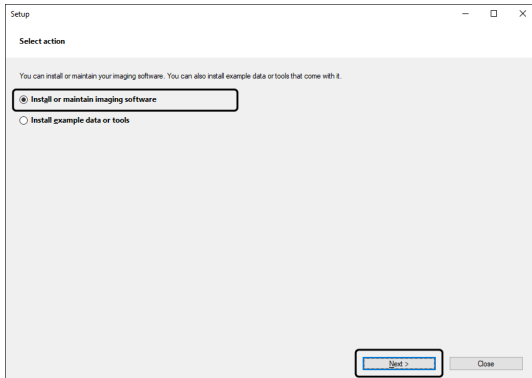 Setup
Select action
You can install or maintain your imaging software. You can also install example data or tools that come with it.
Install or maintain imaging software
Install example data or tools
Next >
Close